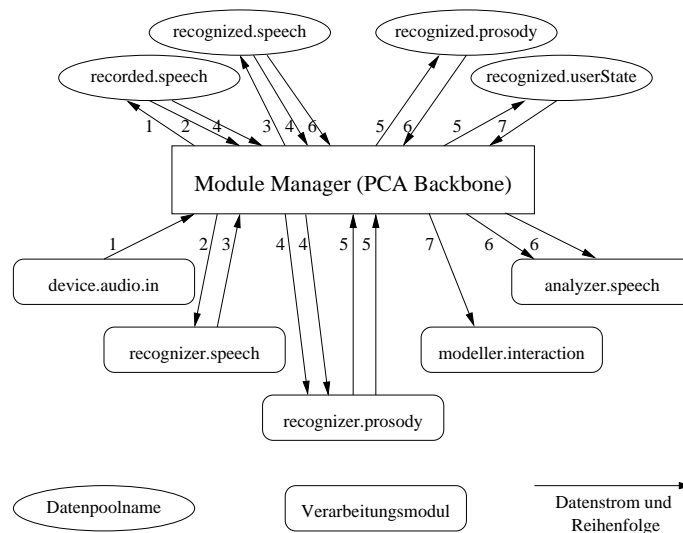 recognized.speech
recognized.prosody
recorded.speech
recognized.userState
1 2 4 3 4 6 5 6 5 7
Module Manager (PCA Backbone)
1 2 3 4 4 5 5 7 6 6
device.audio.in
analyzer.speech
recognizer.speech
modeller.interaction
recognizer.prosody
Datenpoolname
Verarbeitungsmodul
Datenstrom und
Reihenfolge